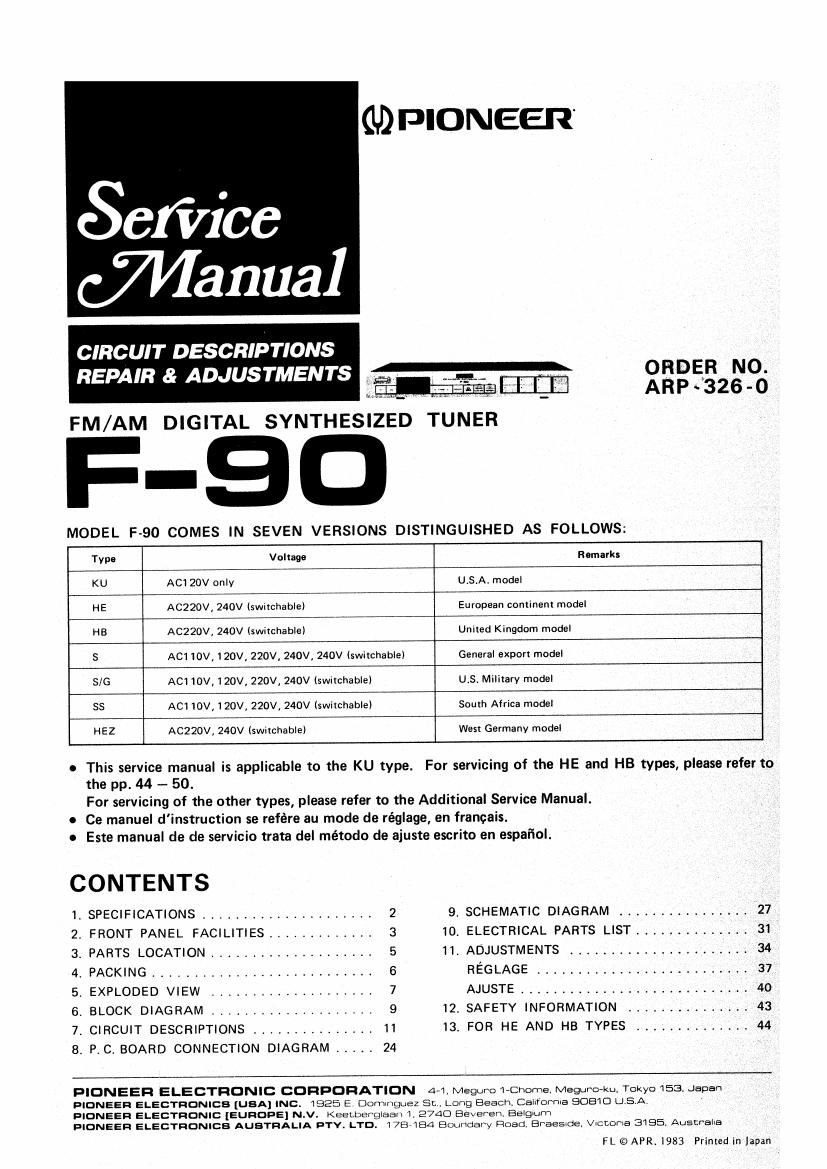 PIONEER
Service
Manual
CIRCUIT DESCRIPTIONS
REPAIR & ADJUSTMENTS
ORDER NO.
ARP-326-0
FM/AM DIGITAL SYNTHESIZED TUNER
F-90
MODEL F-90 COMES IN SEVEN VERSIONS DISTINGUISHED AS FOLLOWS:
Type Voltage Remarks
KU AC120V only U.S.A. model
HE AC220V, 240V (switchable) European continent model
HB AC220V, 240V (switchable) United Kingdom model
S AC110V, 120V, 220V, 240V, 240V (switchable) General export model
S/G AC110V, 120V, 220V, 240V (switchable) U.S. Military model
SS AC110V, 120V, 220V, 240V (switchable) South Africa model
HEZ AC220V, 240V (switchable) West Germany model
● This service manual is applicable to the KU type. For servicing of the HE and HB types, please refer to
the pp. 44 – 50.
For servicing of the other types, please refer to the Additional Service Manual.
● Ce manuel d'instruction se refère au mode de réglage, en français.
● Este manual de de servicio trata del método de ajuste escrito en español.
CONTENTS
1. SPECIFICATIONS ..................... 2
2. FRONT PANEL FACILITIES ............. 3
3. PARTS LOCATION .................... 5
4. PACKING ........................... 6
5. EXPLODED VIEW .................... 7
6. BLOCK DIAGRAM .................... 9
7. CIRCUIT DESCRIPTIONS ............... 11
8. P. C. BOARD CONNECTION DIAGRAM ..... 24
9. SCHEMATIC DIAGRAM ................ 27
10. ELECTRICAL PARTS LIST .............. 31
11. ADJUSTMENTS ...................... 34
RÉGLAGE .......................... 37
AJUSTE ............................ 40
12. SAFETY INFORMATION ............... 43
13. FOR HE AND HB TYPES .............. 44
PIONEER ELECTRONIC CORPORATION 4-1, Meguro 1-Chome, Meguro-ku, Tokyo 153, Japan
PIONEER ELECTRONICS [USA] INC. 1925 E. Dominguez St., Long Beach, California 90810 U.S.A.
PIONEER ELECTRONIC [EUROPE] N.V. Keetberglaan 1, 2740 Beveren, Belgium
PIONEER ELECTRONICS AUSTRALIA PTY. LTD. 178-184 Boundary Road, Braeside, Victoria 3195, Australia
FL © APR. 1983 Printed in Japan